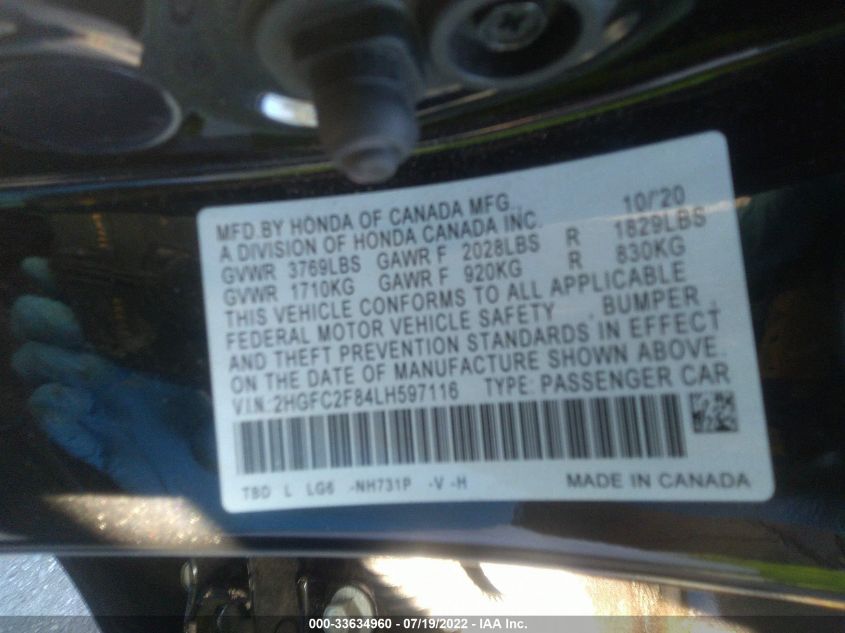 MFD.BY HONDA OF CANADA MFG., 10/'20
A DIVISION OF HONDA CANADA INC.
GVWR 3769LBS GAWR F 2028LBS R 1829LBS
GVWR 1710KG GAWR F 920KG R 830KG
THIS VEHICLE CONFORMS TO ALL APPLICABLE
FEDERAL MOTOR VEHICLE SAFETY , BUMPER ,
AND THEFT PREVENTION STANDARDS IN EFFECT
ON THE DATE OF MANUFACTURE SHOWN ABOVE.
V.I.N.:2HGFC2F84LH597116 TYPE: PASSENGER CAR
TBD L LG6 -NH731P -V -H MADE IN CANADA
000-33634960 - 07/19/2022 - IAA Inc.